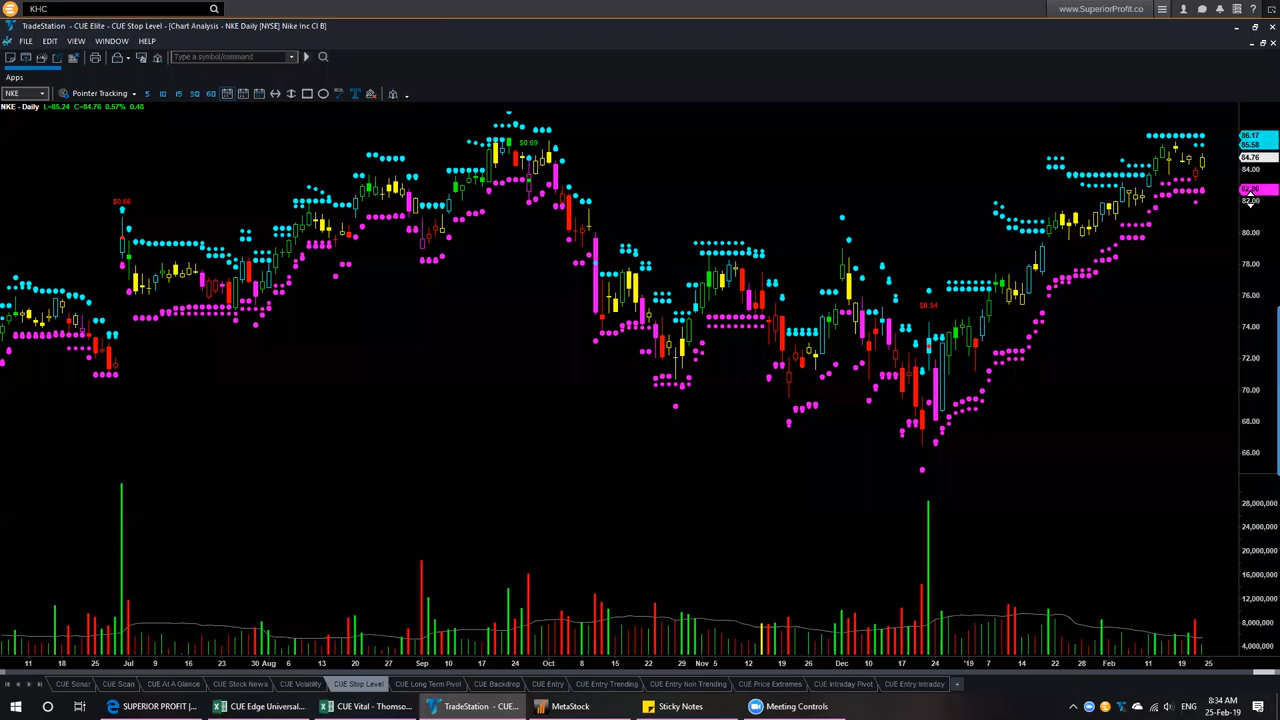 KHC
www.SuperiorProfit.co
TradeStation - CUE Elite - CUE Stop Level - [Chart Analysis - NKE Daily [NYSE] Nike Inc Cl B]
FILE EDIT VIEW WINDOW HELP
Type a symbol/command
Apps
NKE Pointer Tracking 5 10 15 30 60
NKE - Daily L=85.24 C=84.76 0.57% 0.48
86.17
85.58
84.76
84.00
82.00
80.00
78.00
76.00
74.00
72.00
70.00
68.00
66.00
$0.66
$0.69
$0.54
28,000,000
24,000,000
20,000,000
16,000,000
12,000,000
8,000,000
4,000,000
11 18 25 Jul 9 16 23 30 Aug 6 13 20 27 Sep 10 17 24 Oct 8 15 22 29 Nov 5 12 19 26 Dec 10 17 24 '19 7 14 22 28 Feb 11 19 25
CUE Sonar CUE Scan CUE At A Glance CUE Stock News CUE Volatility CUE Stop Level CUE Long Term Pivot CUE Backdrop CUE Entry CUE Entry Trending CUE Entry Non Trending CUE Price Extremes CUE Intraday Pivot CUE Entry Intraday
SUPERIOR PROFIT |... CUE Edge Universal... CUE Vital - Thomso... TradeStation - CUE... MetaStock Sticky Notes Meeting Controls
8:34 AM
25-Feb-19